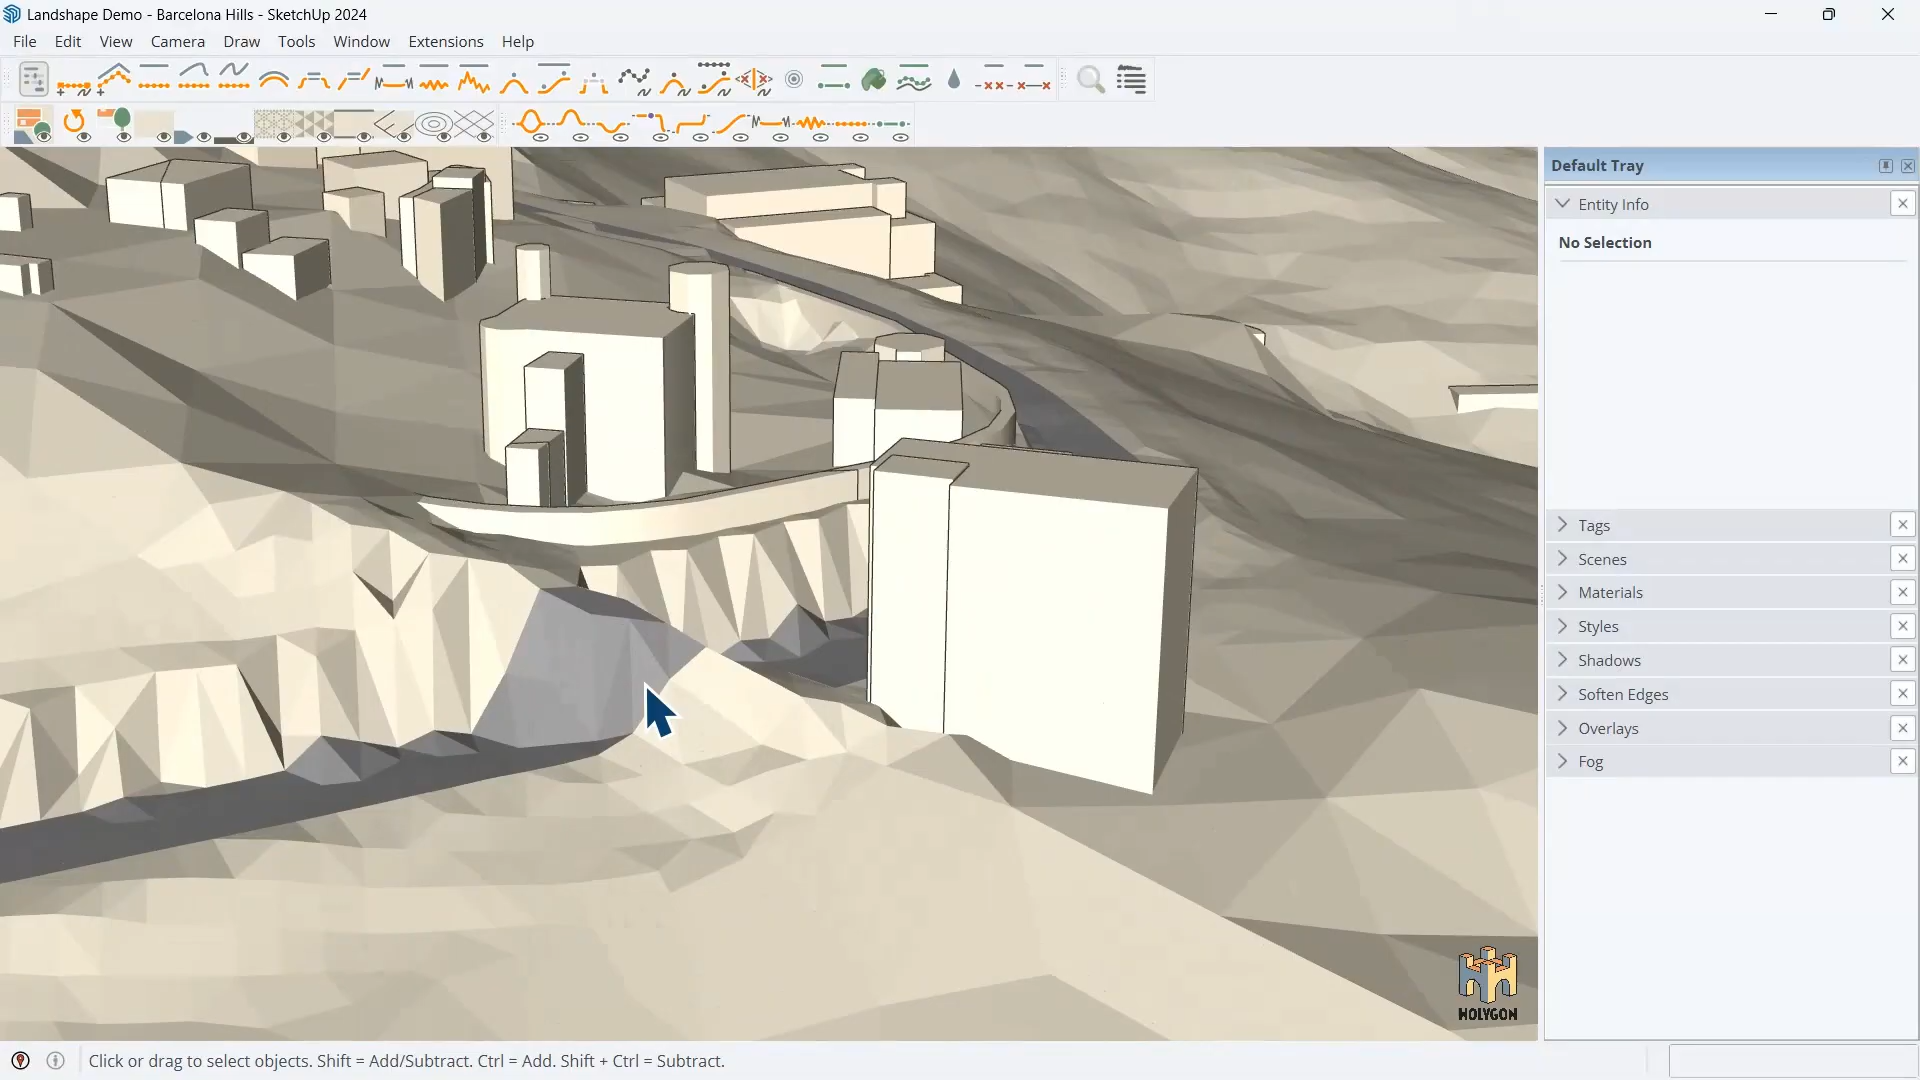 Landshape Demo - Barcelona Hills - SketchUp 2024
File Edit View Camera Draw Tools Window Extensions Help
Default Tray
Entity Info
No Selection
Tags
Scenes
Materials
Styles
Shadows
Soften Edges
Overlays
Fog
HOLYGON
Click or drag to select objects. Shift = Add/Subtract. Ctrl = Add. Shift + Ctrl = Subtract.